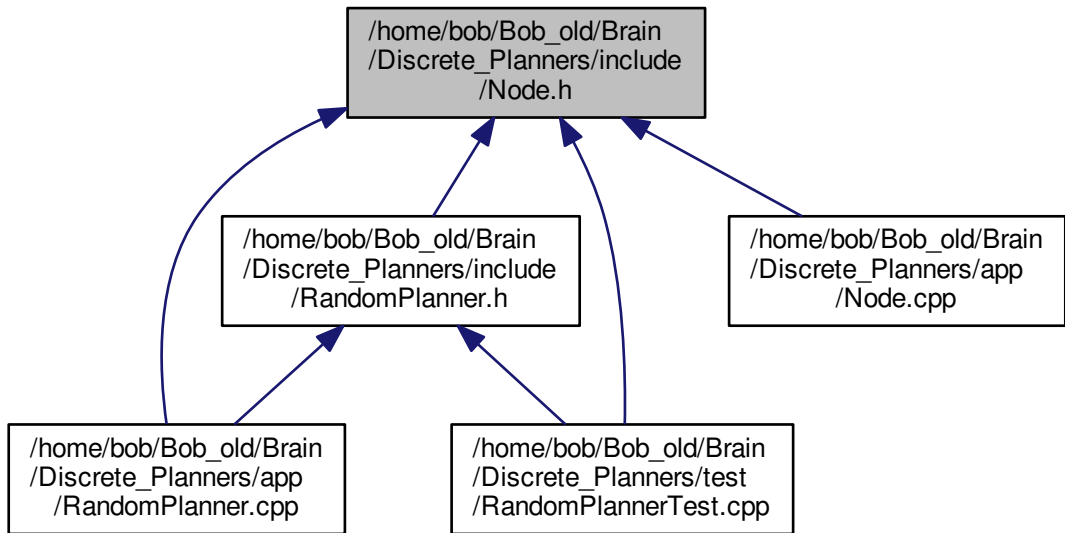 /home/bob/Bob_old/Brain
/Discrete_Planners/include
/Node.h
/home/bob/Bob_old/Brain
/Discrete_Planners/include
/RandomPlanner.h
/home/bob/Bob_old/Brain
/Discrete_Planners/app
/Node.cpp
/home/bob/Bob_old/Brain
/Discrete_Planners/app
/RandomPlanner.cpp
/home/bob/Bob_old/Brain
/Discrete_Planners/test
/RandomPlannerTest.cpp